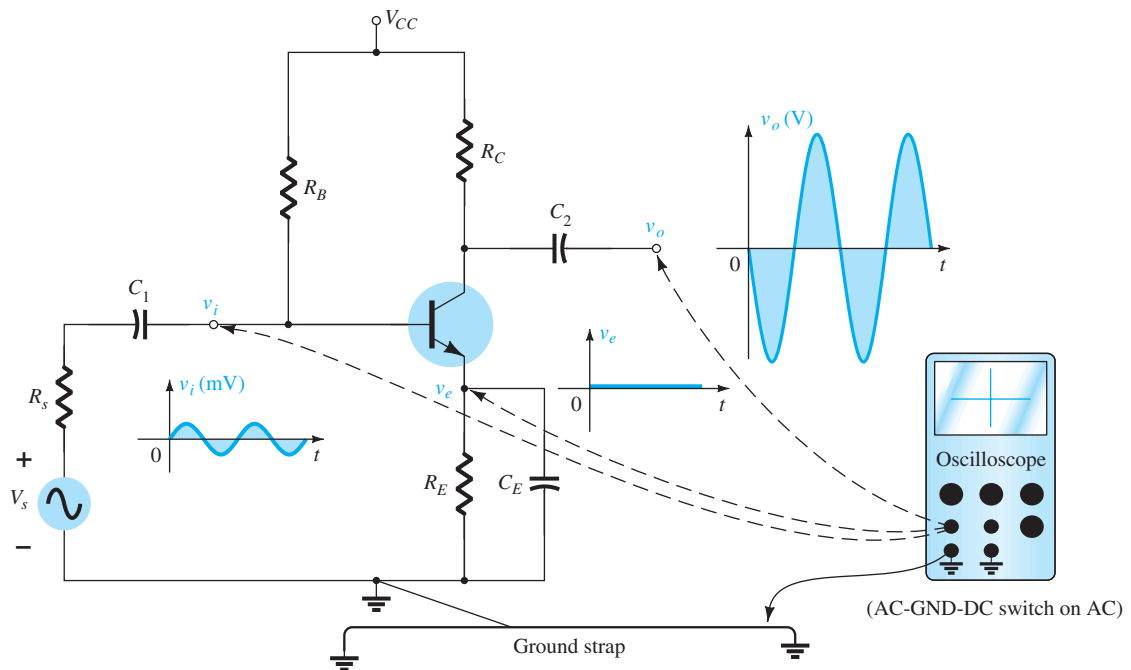 V_CC
v_o (V)
R_C
R_B
C_2
v_o
0
t
C_1
v_i
v_e
R_s
v_i (mV)
v_e
0
t
0
t
Oscilloscope
+
V_s
–
R_E
C_E
(AC-GND-DC switch on AC)
Ground strap